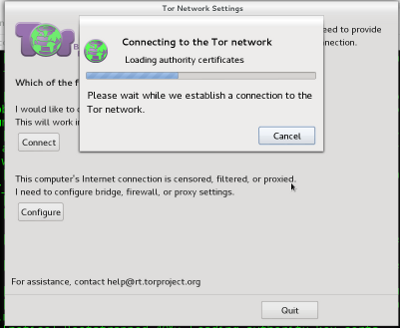 Tor Network Settings
Tor
need to provide
nection.
Connecting to the Tor network
Loading authority certificates
Please wait while we establish a connection to the
Tor network.
Cancel
Which of the f
I would like to c
This will work in
Connect
This computer's Internet connection is censored, filtered, or proxied.
I need to configure bridge, firewall, or proxy settings.
Configure
For assistance, contact help@rt.torproject.org
Quit